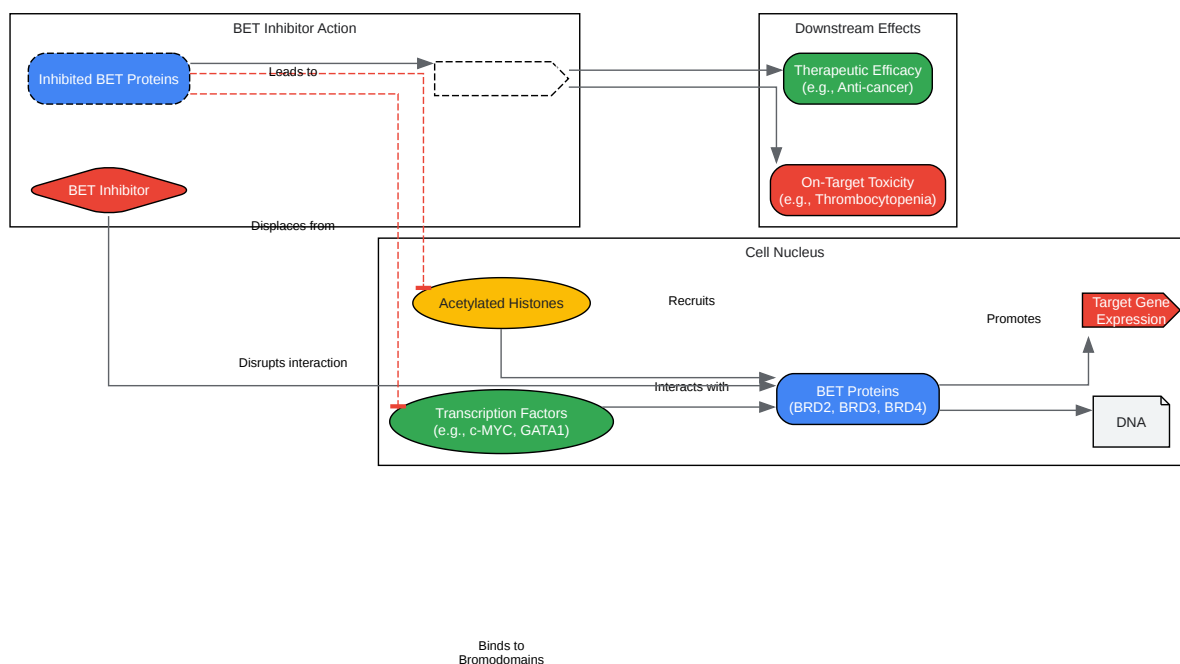 BET Inhibitor Action
Downstream Effects
Inhibited BET Proteins
Leads to
Therapeutic Efficacy
(e.g., Anti-cancer)
BET Inhibitor
On-Target Toxicity
(e.g., Thrombocytopenia)
Displaces from
Cell Nucleus
Acetylated Histones
Recruits
Promotes
Target Gene
Expression
Disrupts interaction
Interacts with
BET Proteins
(BRD2, BRD3, BRD4)
Transcription Factors
(e.g., c-MYC, GATA1)
DNA
Binds to
Bromodomains